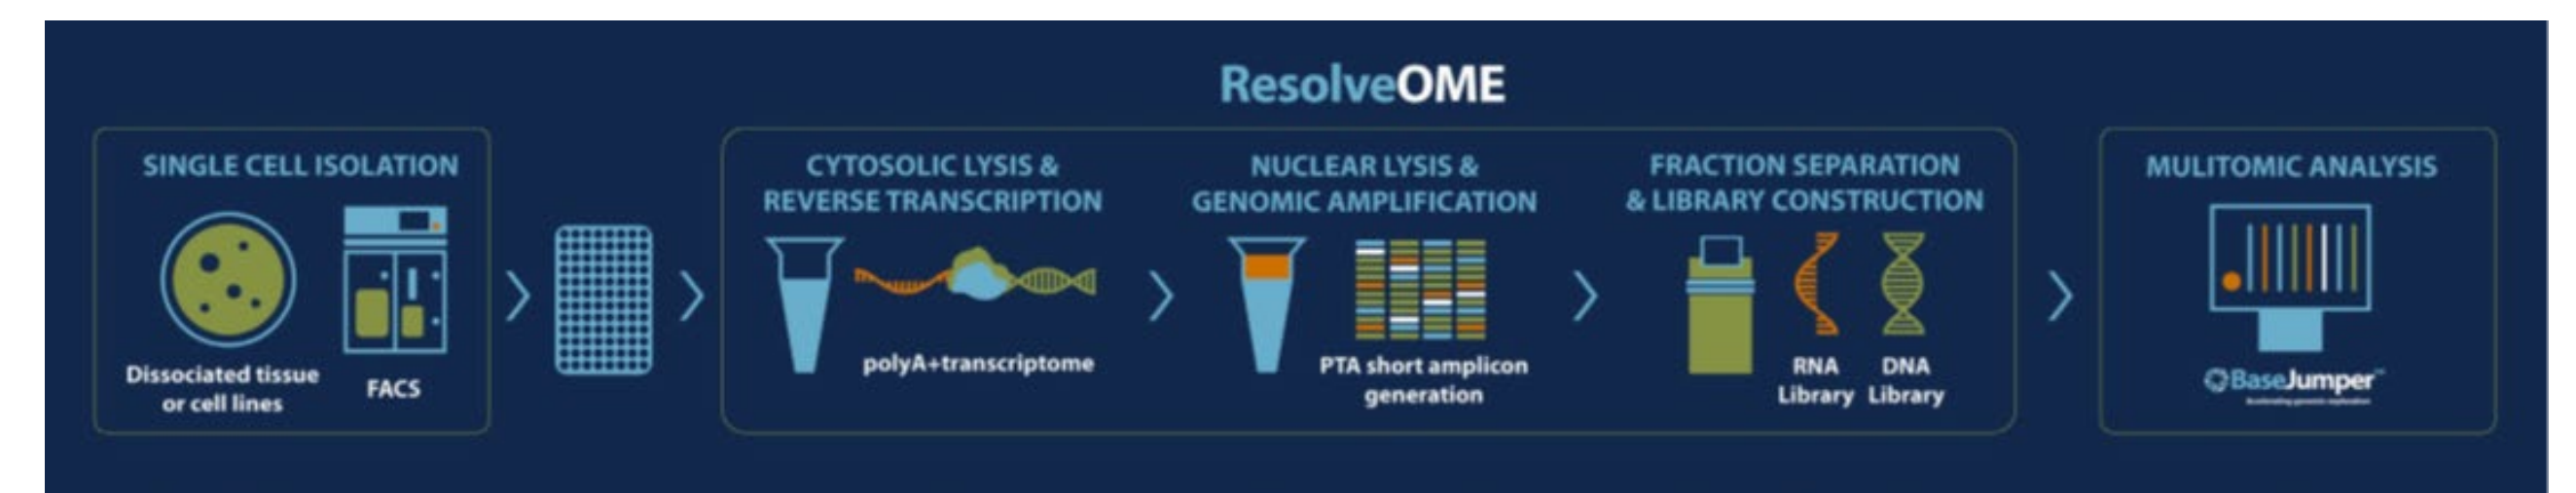 ResolveOME
SINGLE CELL ISOLATION
Dissociated tissue
or cell lines
FACS
CYTOSOLIC LYSIS &
REVERSE TRANSCRIPTION
polyA+transcriptome
NUCLEAR LYSIS &
GENOMIC AMPLIFICATION
PTA short amplicon
generation
FRACTION SEPARATION
& LIBRARY CONSTRUCTION
RNA
Library
DNA
Library
MULITOMIC ANALYSIS
BaseJumper™